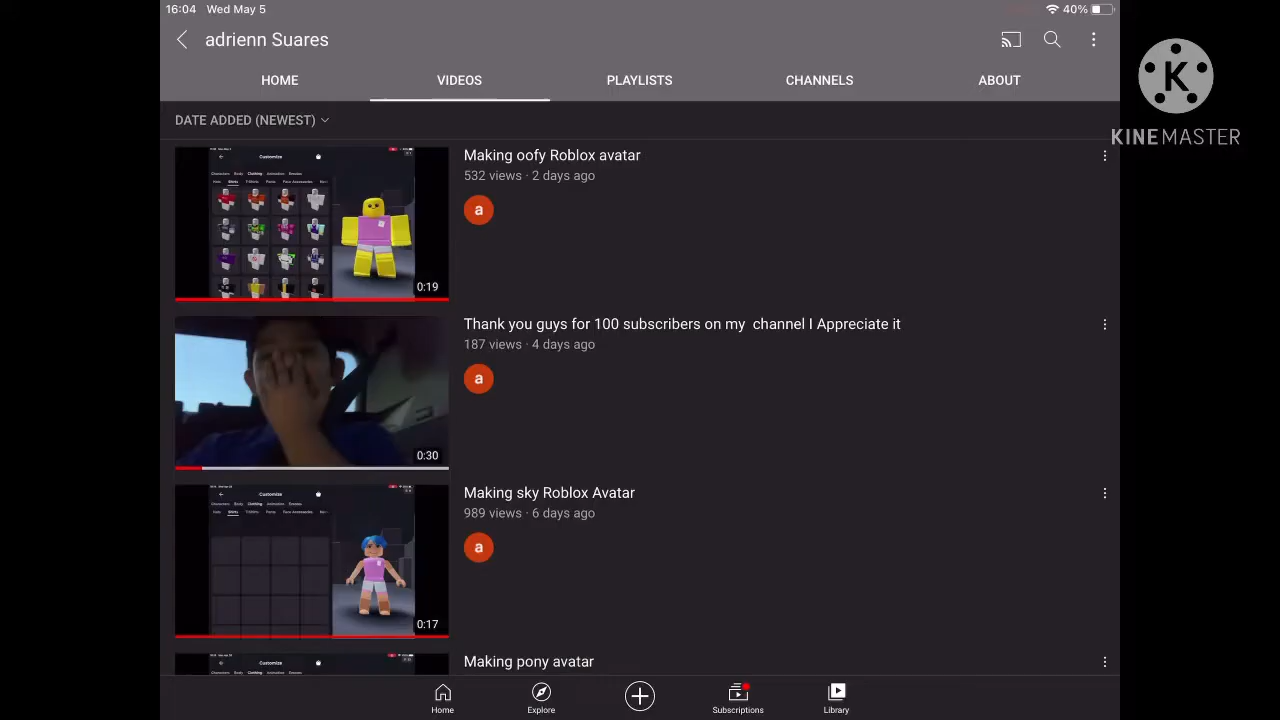 16:04 Wed May 5
40%
adrienn Suares
HOME VIDEOS PLAYLISTS CHANNELS ABOUT
K
KINEMASTER
DATE ADDED (NEWEST)
Customize
Making oofy Roblox avatar
532 views · 2 days ago
a
0:19
Thank you guys for 100 subscribers on my channel I Appreciate it
187 views · 4 days ago
a
0:30
Customize
Making sky Roblox Avatar
989 views · 6 days ago
a
0:17
Customize
Making pony avatar
Home Explore Subscriptions Library